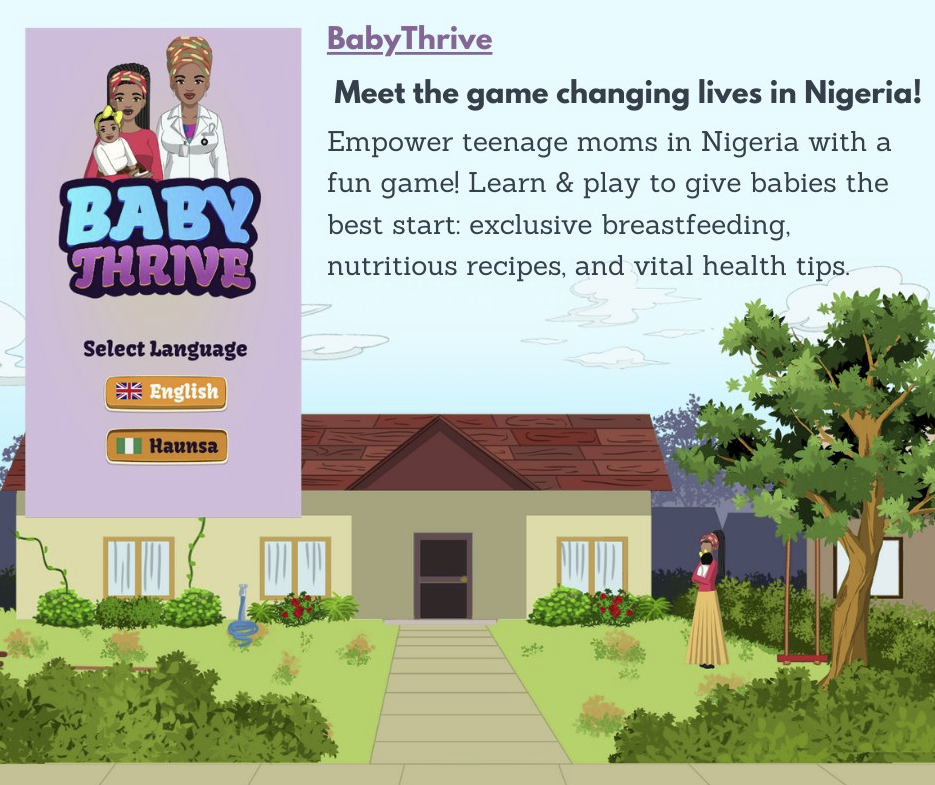 BabyThrive
Meet the game changing lives in Nigeria!
Empower teenage moms in Nigeria with a
fun game! Learn & play to give babies the
best start: exclusive breastfeeding,
nutritious recipes, and vital health tips.
BABY
THRIVE
Select Language
English
Haunsa